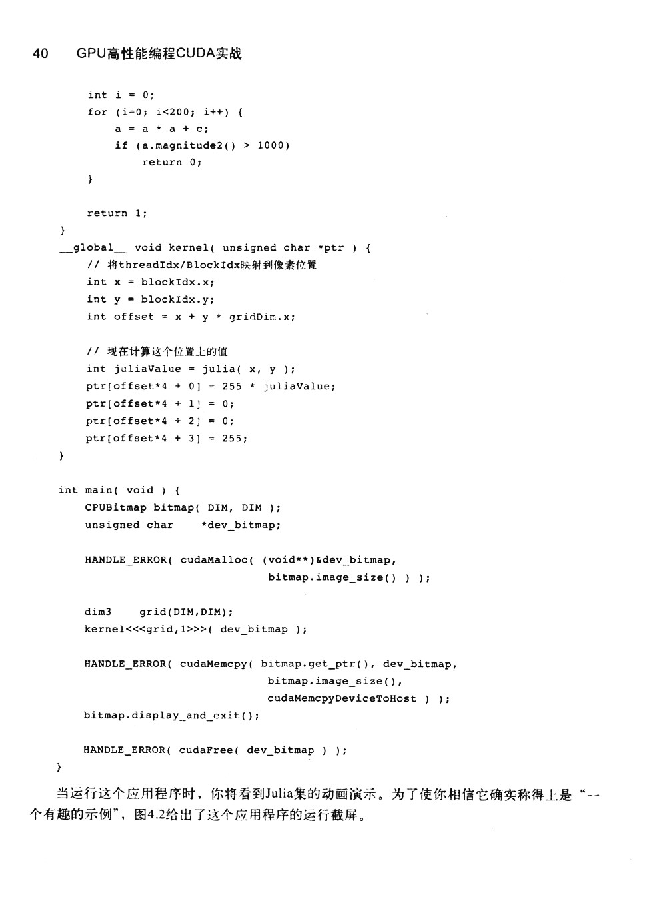 40 GPU高性能编程CUDA实战
int i = 0;
for (i=0; i<200; i++) {
a = a * a + c;
if (a.magnitude2() > 1000)
return 0;
}
return 1;
}
__global__ void kernel( unsigned char *ptr ) {
// 将threadIdx/BlockIdx映射到像素位置
int x = blockIdx.x;
int y = blockIdx.y;
int offset = x + y * gridDim.x;
// 现在计算这个位置上的值
int juliaValue = julia( x, y );
ptr[offset*4 + 0] = 255 * juliaValue;
ptr[offset*4 + 1] = 0;
ptr[offset*4 + 2] = 0;
ptr[offset*4 + 3] = 255;
}
int main( void ) {
CPUBitmap bitmap( DIM, DIM );
unsigned char *dev_bitmap;
HANDLE_ERROR( cudaMalloc( (void**)&dev_bitmap,
bitmap.image_size() ) );
dim3 grid(DIM,DIM);
kernel<<<grid,1>>>( dev_bitmap );
HANDLE_ERROR( cudaMemcpy( bitmap.get_ptr(), dev_bitmap,
bitmap.image_size(),
cudaMemcpyDeviceToHost ) );
bitmap.display_and_exit();
HANDLE_ERROR( cudaFree( dev_bitmap ) );
}
当运行这个应用程序时，你将看到Julia集的动画演示。为了使你相信它确实称得上是“一
个有趣的示例”，图4.2给出了这个应用程序的运行截屏。